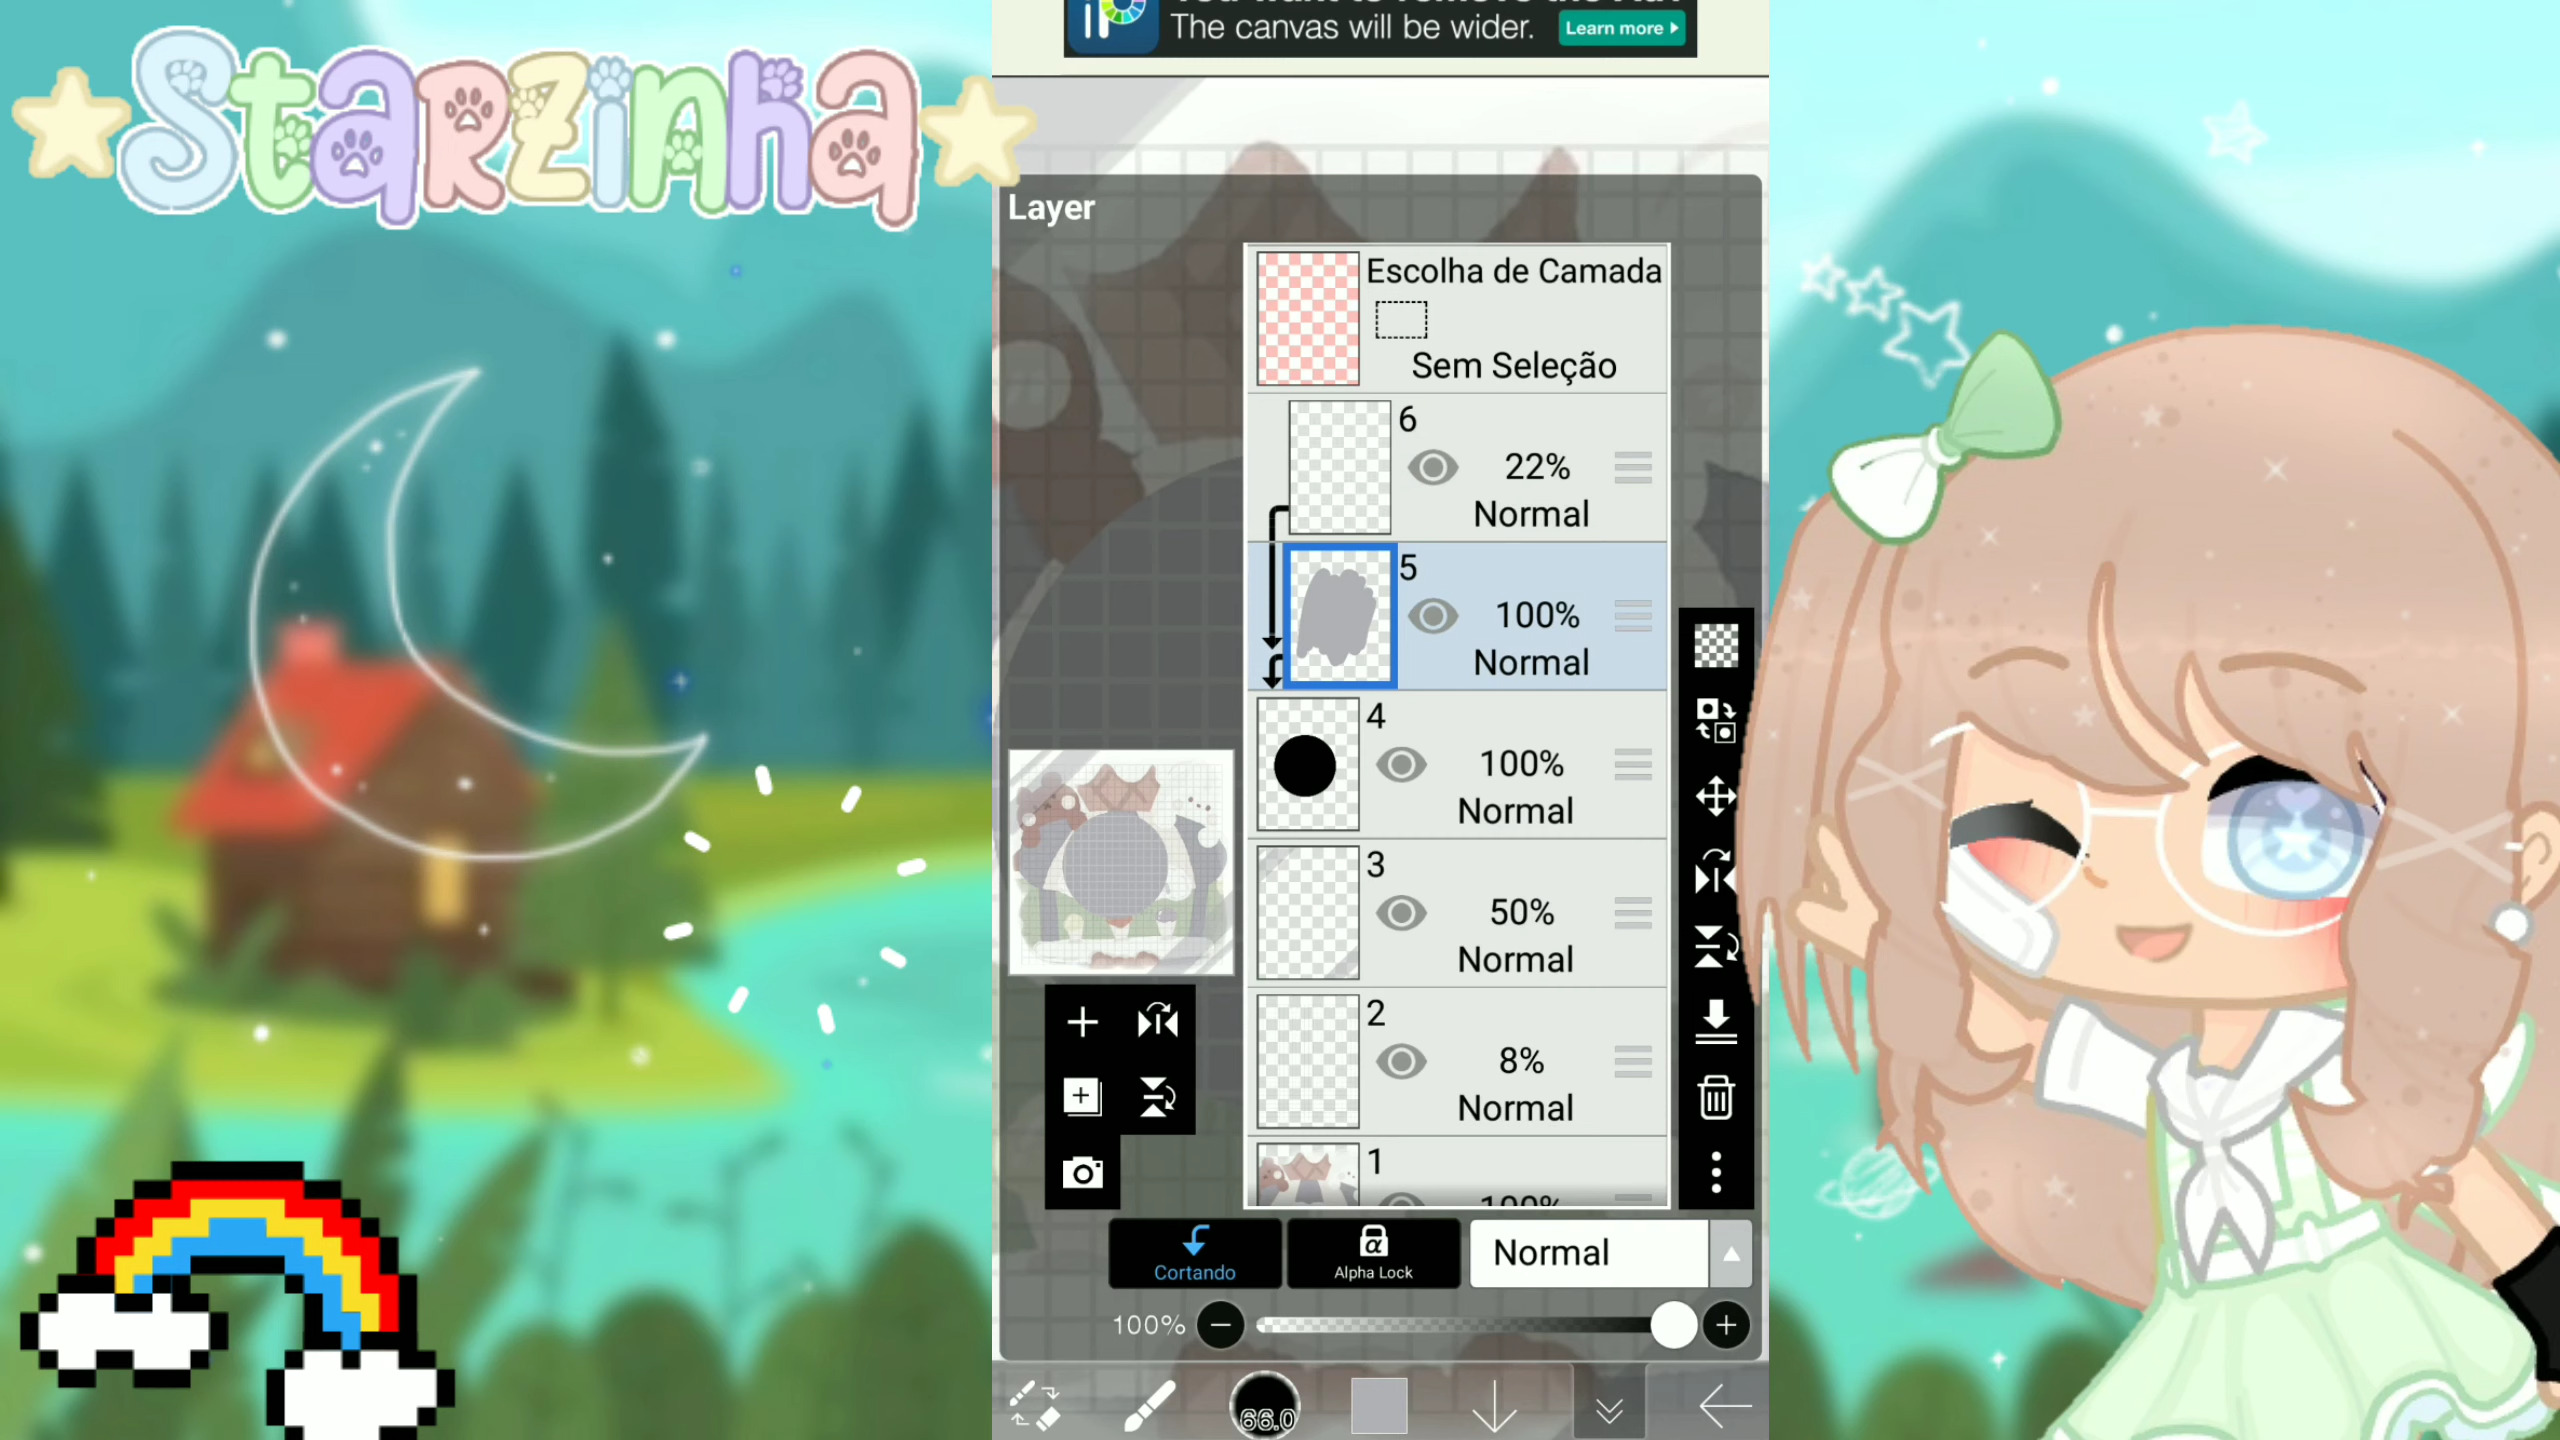 Starzinha
The canvas will be wider.
Learn more
Layer
Escolha de Camada
Sem Seleção
6
22%
Normal
5
100%
Normal
4
100%
Normal
3
50%
Normal
2
8%
Normal
1
100%
Cortando
α
Alpha Lock
Normal
100%
66.0